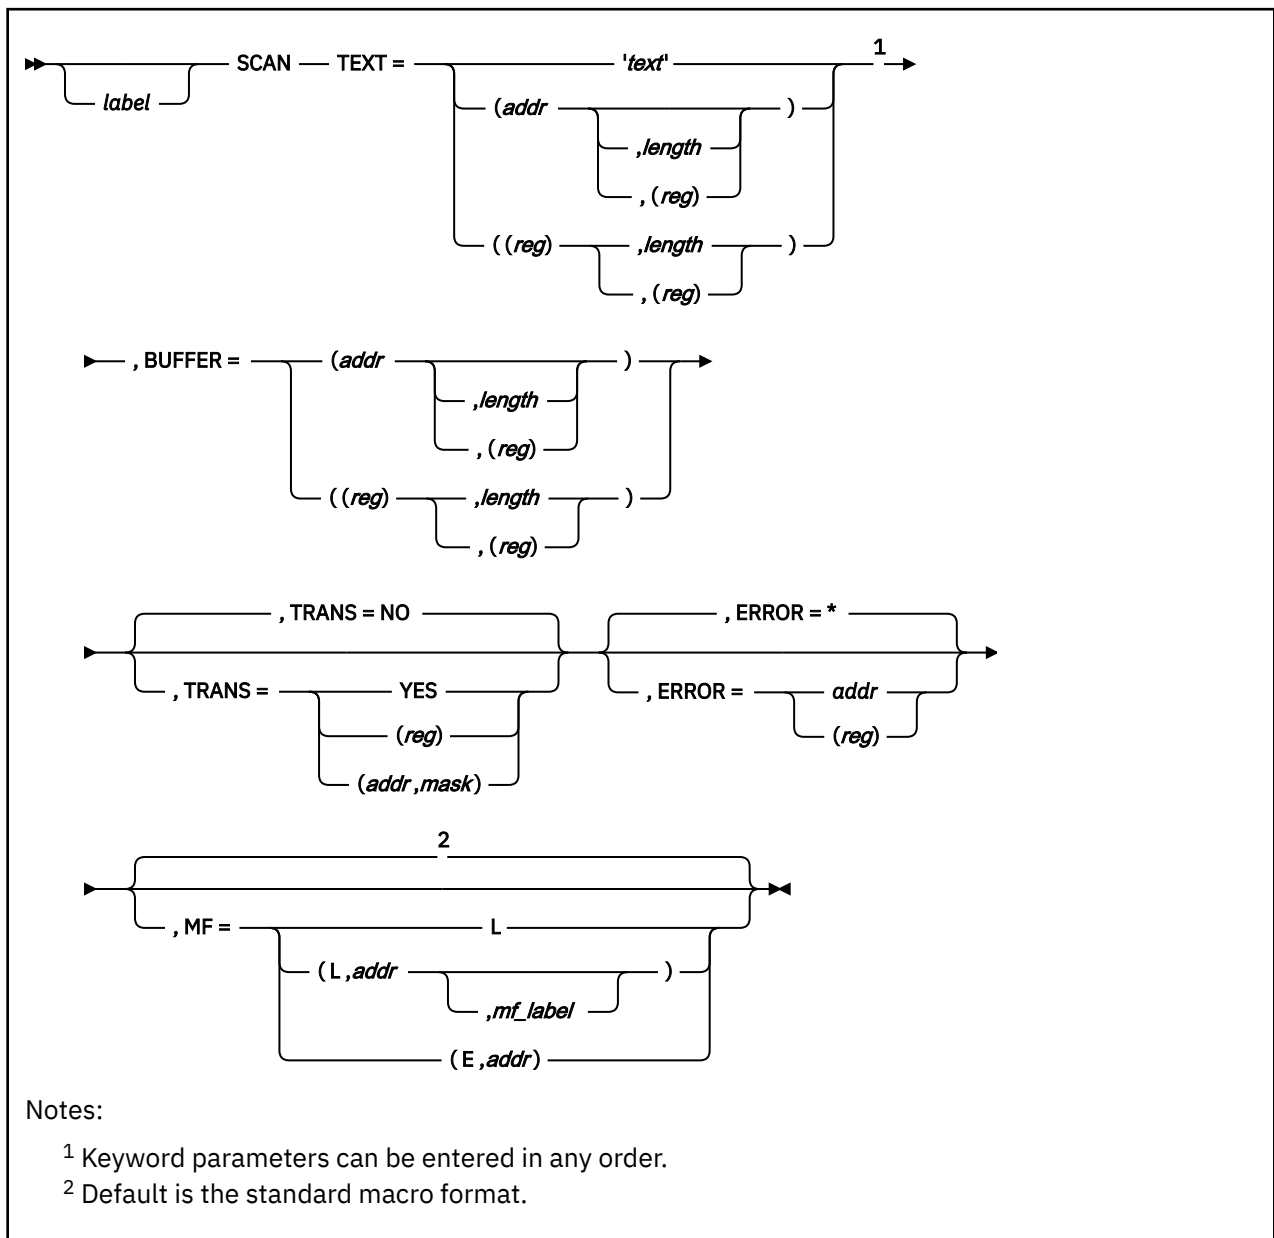 1
SCAN TEXT = 'text'
label
(addr )
,length
, (reg)
((reg) ,length )
, (reg)
, BUFFER = (addr )
,length
, (reg)
((reg) ,length )
, (reg)
, TRANS = NO , ERROR = *
, TRANS = YES , ERROR = addr
(reg) (reg)
(addr ,mask)
2
, MF = L
(L ,addr )
,mf_label
(E ,addr)
Notes:
1 Keyword parameters can be entered in any order.
2 Default is the standard macro format.